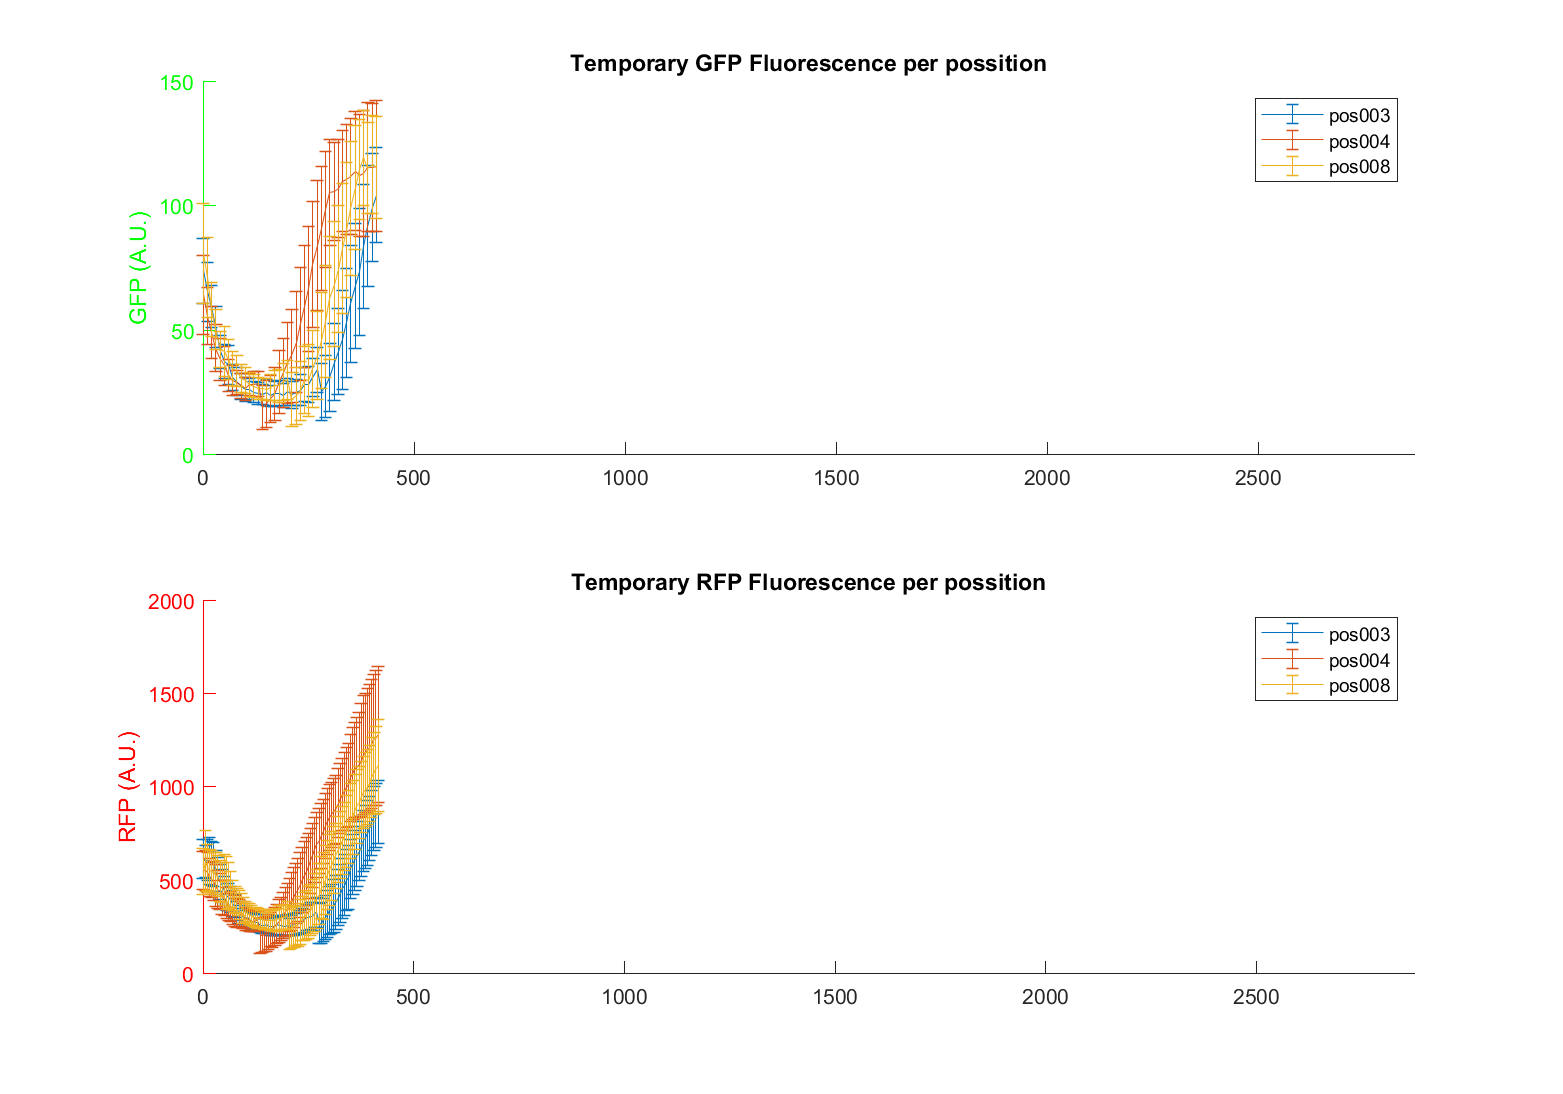 Temporary GFP Fluorescence per possition
GFP (A.U.)
150
100
50
0
0 500 1000 1500 2000 2500
pos003
pos004
pos008
Temporary RFP Fluorescence per possition
RFP (A.U.)
2000
1500
1000
500
0
0 500 1000 1500 2000 2500
pos003
pos004
pos008